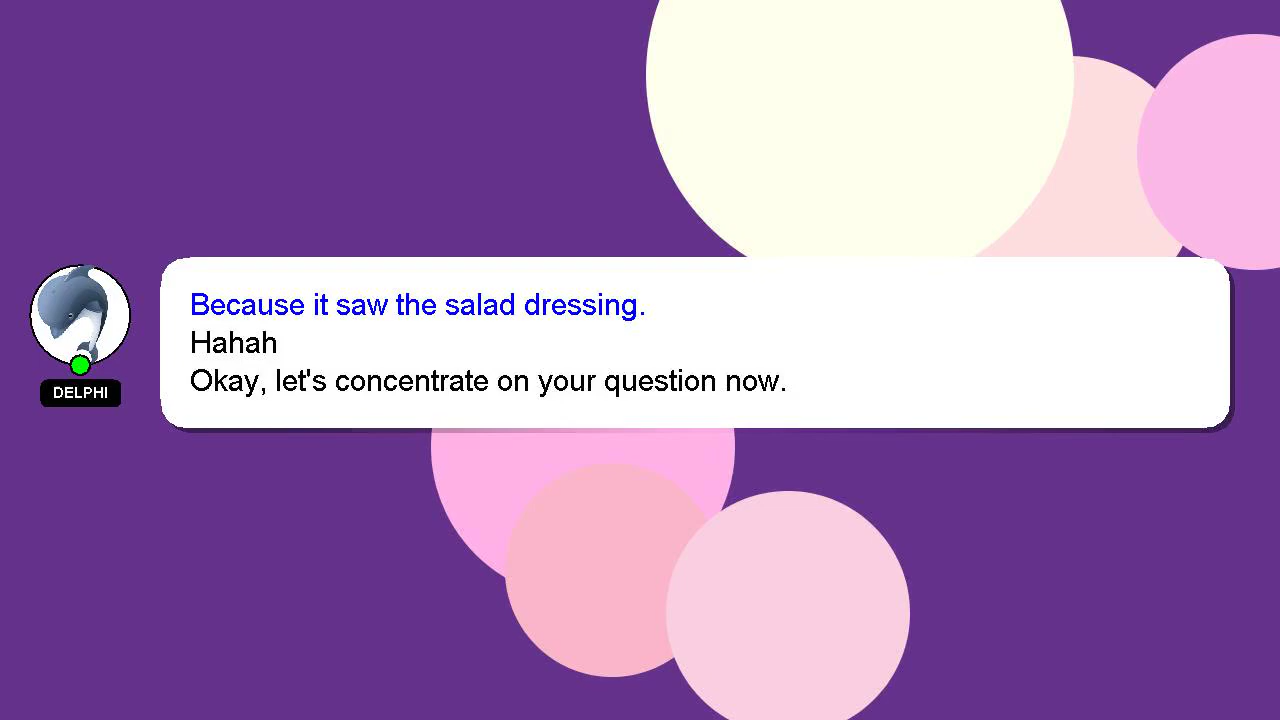 Because it saw the salad dressing.
Hahah
Okay, let's concentrate on your question now.
DELPHI